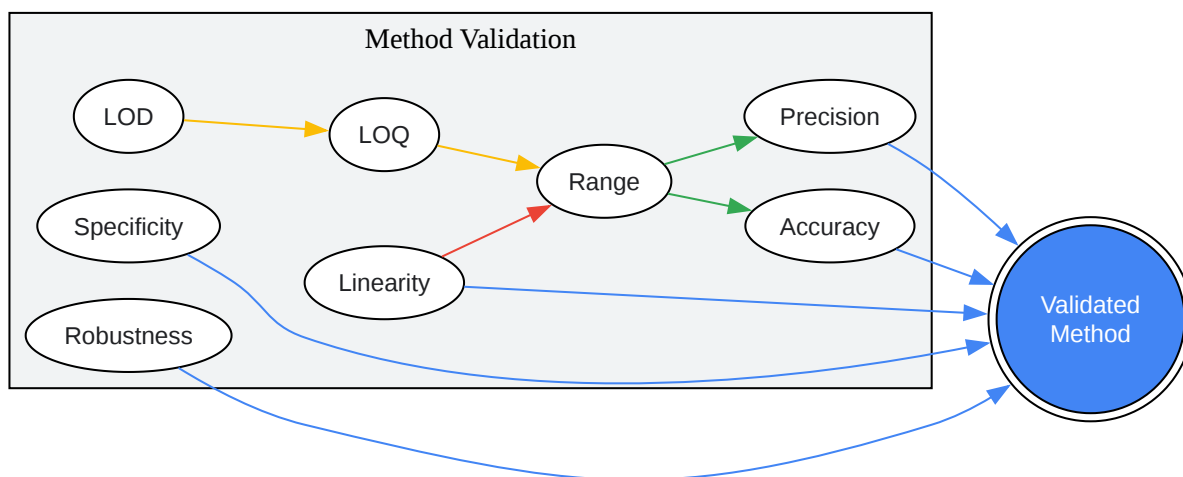 Method Validation
LOD
LOQ
Range
Precision
Specificity
Linearity
Accuracy
Robustness
Validated
Method